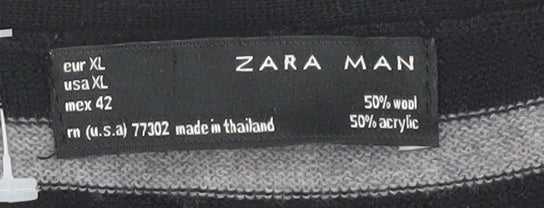 ZARA MAN
eur XL
usa XL
mex 42
50% wool
50% acrylic
rn (u.s.a) 77302 made in thailand